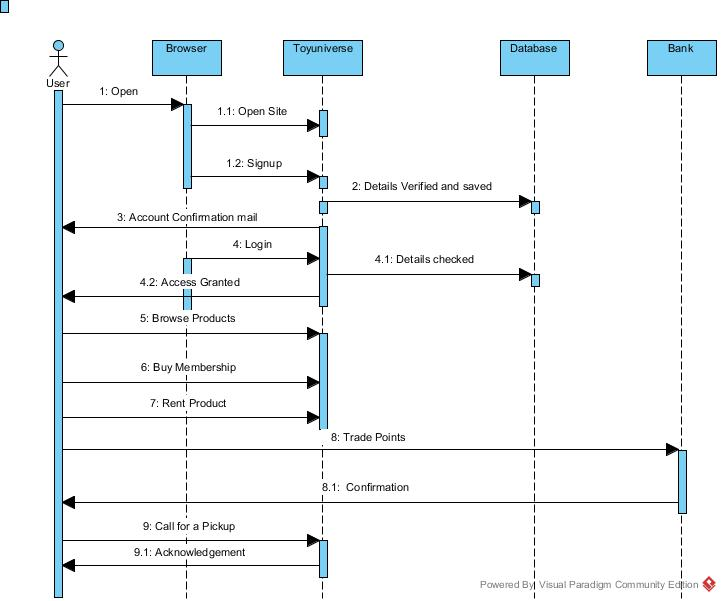 Browser
Toyuniverse
Database
Bank
User
1: Open
1.1: Open Site
1.2: Signup
2: Details Verified and saved
3: Account Confirmation mail
4: Login
4.1: Details checked
4.2: Access Granted
5: Browse Products
6: Buy Membership
7: Rent Product
8: Trade Points
8.1: Confirmation
9: Call for a Pickup
9.1: Acknowledgement
Powered By Visual Paradigm Community Edition